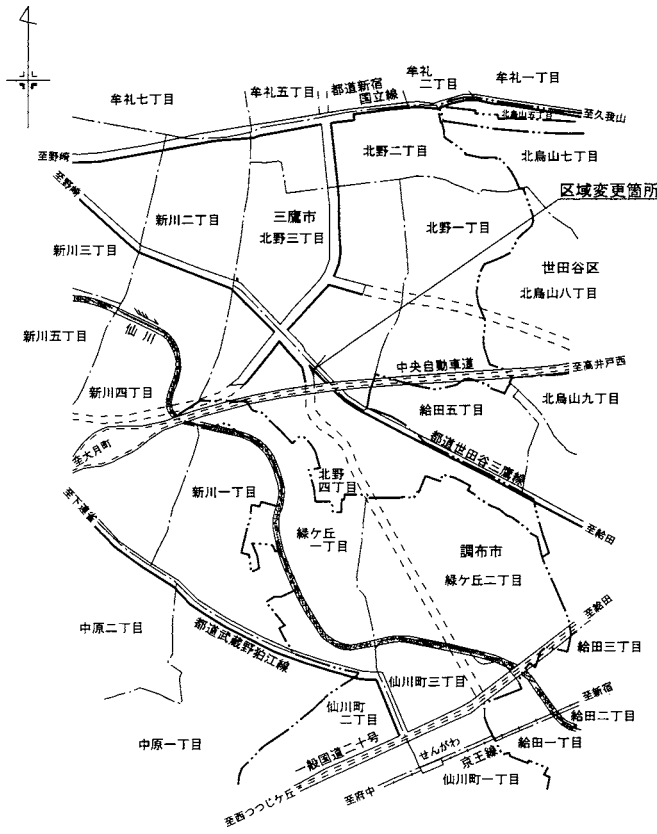 牟礼七丁目
牟礼五丁目
都道新宿
国立線
牟礼
二丁目
牟礼一丁目
至久我山
北烏山五丁目
至野崎
北野二丁目
北烏山七丁目
至野崎
区域変更箇所
新川二丁目
三鷹市
北野三丁目
北野一丁目
新川三丁目
世田谷区
北烏山八丁目
新川五丁目
仙川
中央自動車道
至高井戸西
新川四丁目
給田五丁目
北烏山九丁目
至大月町
都道世田谷三鷹線
北野
四丁目
新川一丁目
至下連雀
至給田
緑ケ丘
一丁目
調布市
緑ケ丘二丁目
至給田
中原二丁目
都道武蔵野狛江線
給田三丁目
仙川町三丁目
至新宿
仙川町
二丁目
給田二丁目
中原一丁目
一般国道二十号
せんがわ
京王線
給田一丁目
仙川町一丁目
至府中
至西つつじケ丘